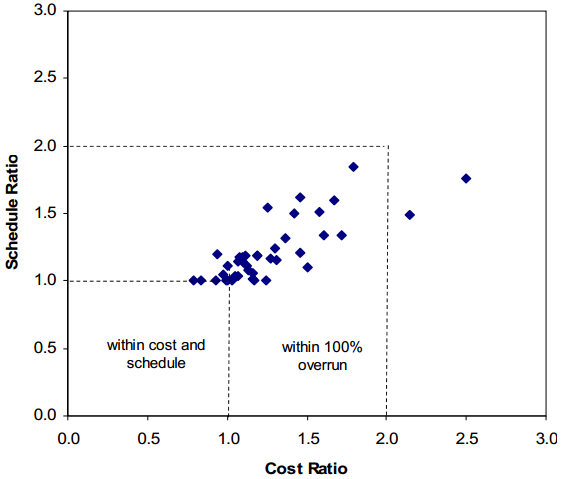 3.0
2.5
2.0
1.5
1.0
0.5
0.0
Schedule Ratio
within cost and
schedule
within 100%
overrun
0.0 0.5 1.0 1.5 2.0 2.5 3.0
Cost Ratio